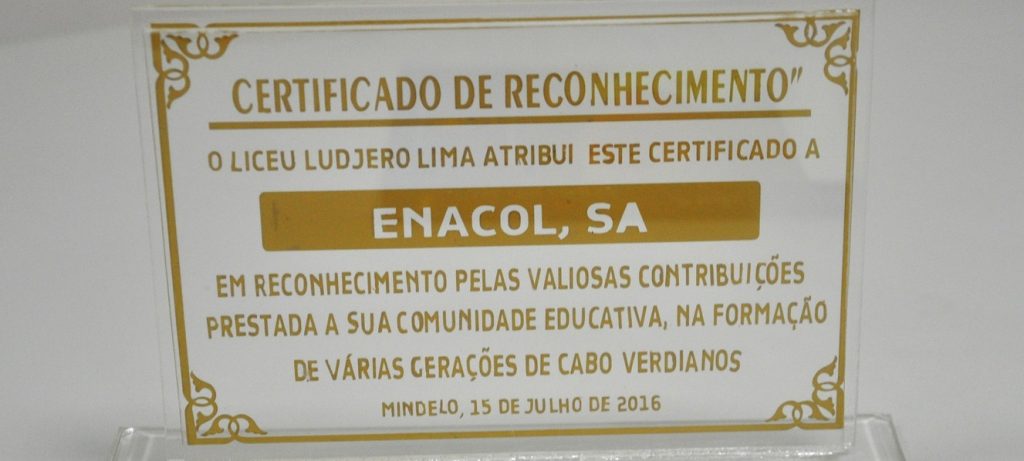 CERTIFICADO DE RECONHECIMENTO"
O LICEU LUDJERO LIMA ATRIBUI ESTE CERTIFICADO A
ENACOL, SA
EM RECONHECIMENTO PELAS VALIOSAS CONTRIBUIÇÕES
PRESTADA A SUA COMUNIDADE EDUCATIVA, NA FORMAÇÃO
DE VÁRIAS GERAÇÕES DE CABO VERDIANOS
MINDELO, 15 DE JULHO DE 2016